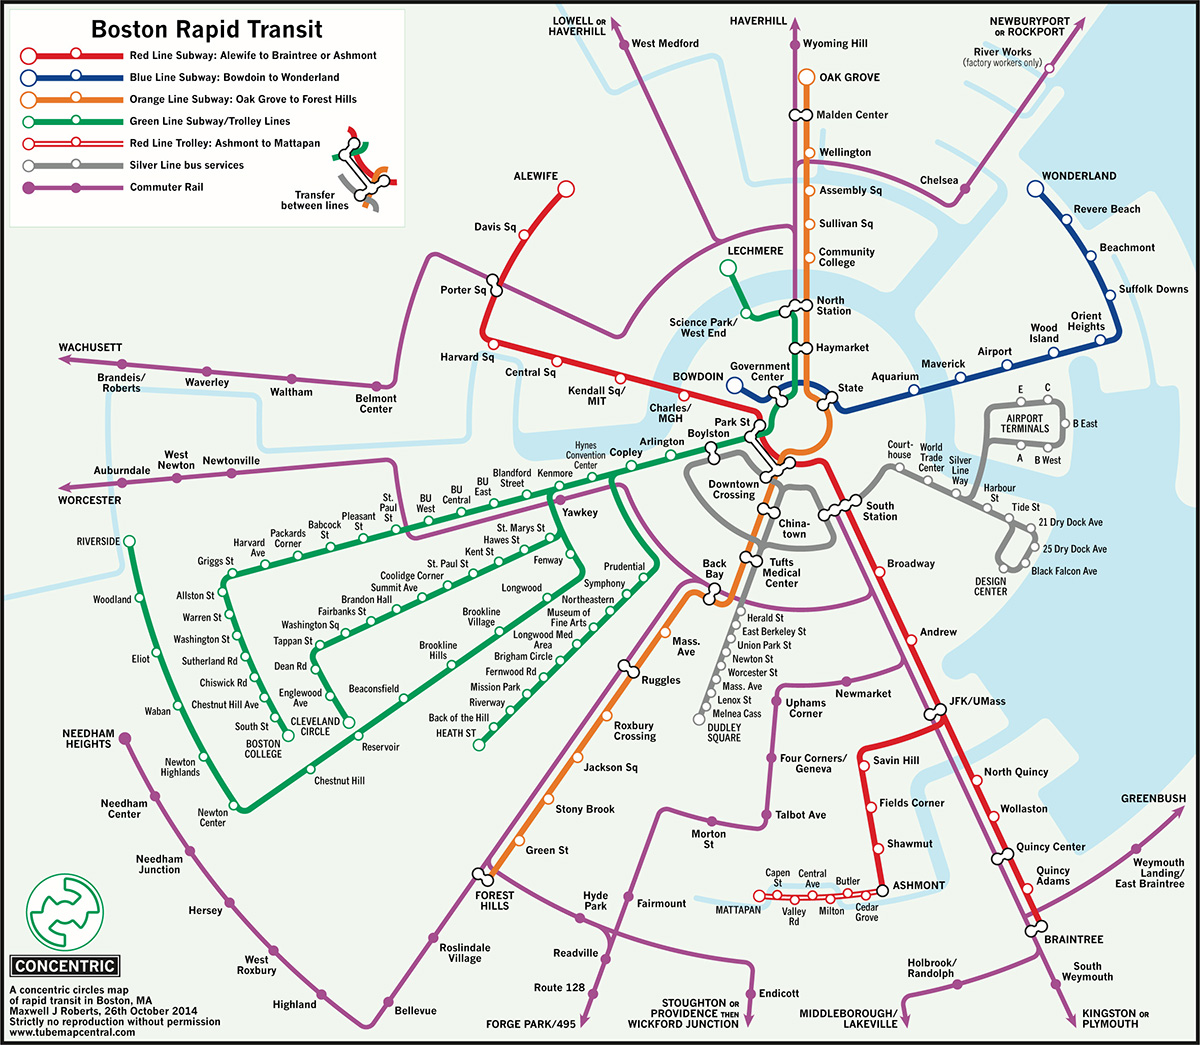 Boston Rapid Transit
Red Line Subway: Alewife to Braintree or Ashmont
Blue Line Subway: Bowdoin to Wonderland
Orange Line Subway: Oak Grove to Forest Hills
Green Line Subway/Trolley Lines
Red Line Trolley: Ashmont to Mattapan
Silver Line bus services
Commuter Rail
Transfer
between lines
LOWELL OR
HAVERHILL
West Medford
HAVERHILL
Wyoming Hill
OAK GROVE
Malden Center
Wellington
Assembly Sq
Sullivan Sq
Community
College
North
Station
Haymarket
NEWBURYPORT
OR ROCKPORT
River Works
(factory workers only)
Chelsea
WONDERLAND
Revere Beach
Beachmont
Suffolk Downs
Orient
Heights
Wood
Island
Airport
Maverick
Aquarium
State
Government
Center
BOWDOIN
ALEWIFE
Davis Sq
Porter Sq
Harvard Sq
Central Sq
Kendall Sq/
MIT
Charles/
MGH
Park St
LECHMERE
Science Park/
West End
WACHUSETT
Brandeis/
Roberts
Waverley
Waltham
Belmont
Center
Auburndale
West
Newton
Newtonville
WORCESTER
Boylston
Arlington
Copley
Hynes
Convention
Center
Kenmore
Blandford
Street
BU
East
BU
Central
BU
West
St.
Paul
St
Pleasant
St
Babcock
St
Packards
Corner
Harvard
Ave
Griggs St
Allston St
Warren St
Washington St
Sutherland Rd
Chiswick Rd
Chestnut Hill Ave
South St
BOSTON
COLLEGE
Yawkey
St. Marys St
Hawes St
Kent St
St. Paul St
Coolidge Corner
Summit Ave
Brandon Hall
Fairbanks St
Washington Sq
Tappan St
Dean Rd
Englewood
Ave
CLEVELAND
CIRCLE
RIVERSIDE
Woodland
Eliot
Waban
Newton
Highlands
Newton
Center
Chestnut Hill
Reservoir
Beaconsfield
Brookline
Hills
Brookline
Village
Longwood
Fenway
Prudential
Symphony
Northeastern
Museum of
Fine Arts
Longwood Med
Area
Brigham Circle
Fernwood Rd
Mission Park
Riverway
Back of the Hill
HEATH ST
Downtown
Crossing
China-
town
Tufts
Medical
Center
Back
Bay
Mass.
Ave
Ruggles
Roxbury
Crossing
Jackson Sq
Stony Brook
Green St
FOREST
HILLS
Herald St
East Berkeley St
Union Park St
Newton St
Worcester St
Mass. Ave
Lenox St
Melnea Cass
DUDLEY
SQUARE
South
Station
Court-
house
World
Trade
Center
Silver
Line
Way
AIRPORT
TERMINALS
E
C
B East
B West
A
Harbour
St
Tide St
21 Dry Dock Ave
25 Dry Dock Ave
Black Falcon Ave
DESIGN
CENTER
Broadway
Andrew
JFK/UMass
North Quincy
Wollaston
Quincy Center
Quincy
Adams
BRAINTREE
Savin Hill
Fields Corner
Shawmut
ASHMONT
Cedar
Grove
Butler
Milton
Central
Ave
Valley
Rd
Capen
St
MATTAPAN
Newmarket
Uphams
Corner
Four Corners/
Geneva
Talbot Ave
Morton
St
Fairmount
Hyde
Park
Readville
Route 128
FORGE PARK/495
Endicott
STOUGHTON OR
PROVIDENCE THEN
WICKFORD JUNCTION
Holbrook/
Randolph
MIDDLEBOROUGH/
LAKEVILLE
South
Weymouth
KINGSTON OR
PLYMOUTH
GREENBUSH
Weymouth
Landing/
East Braintree
NEEDHAM
HEIGHTS
Needham
Center
Needham
Junction
Hersey
West
Roxbury
Highland
Bellevue
Roslindale
Village
CONCENTRIC
A concentric circles map
of rapid transit in Boston, MA
Maxwell J Roberts, 26th October 2014
Strictly no reproduction without permission
www.tubemapcentral.com